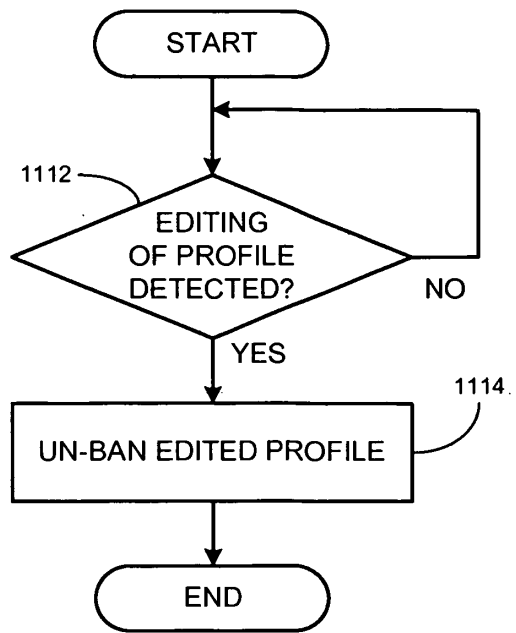 START
1112
EDITING
OF PROFILE
DETECTED?
NO
YES
1114
UN-BAN EDITED PROFILE
END